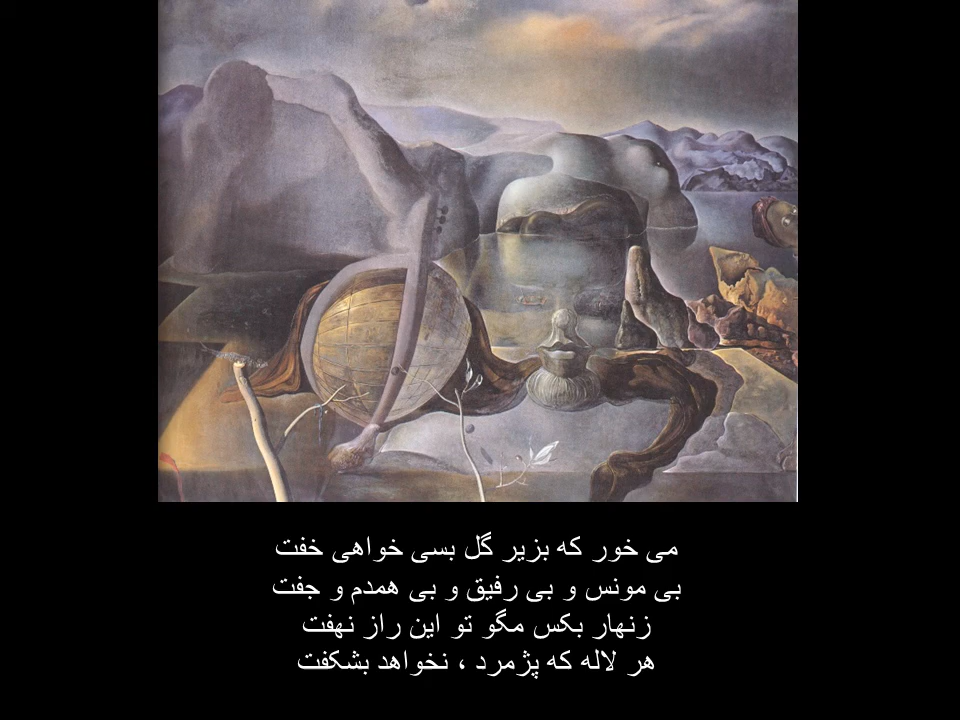 می خور که بزیر گل بسی خواهی خفت
بی مونس و بی رفیق و بی همدم و جفت
زنهار بکس مگو تو این راز نهفت
هر لاله که پژمرد ، نخواهد بشکفت